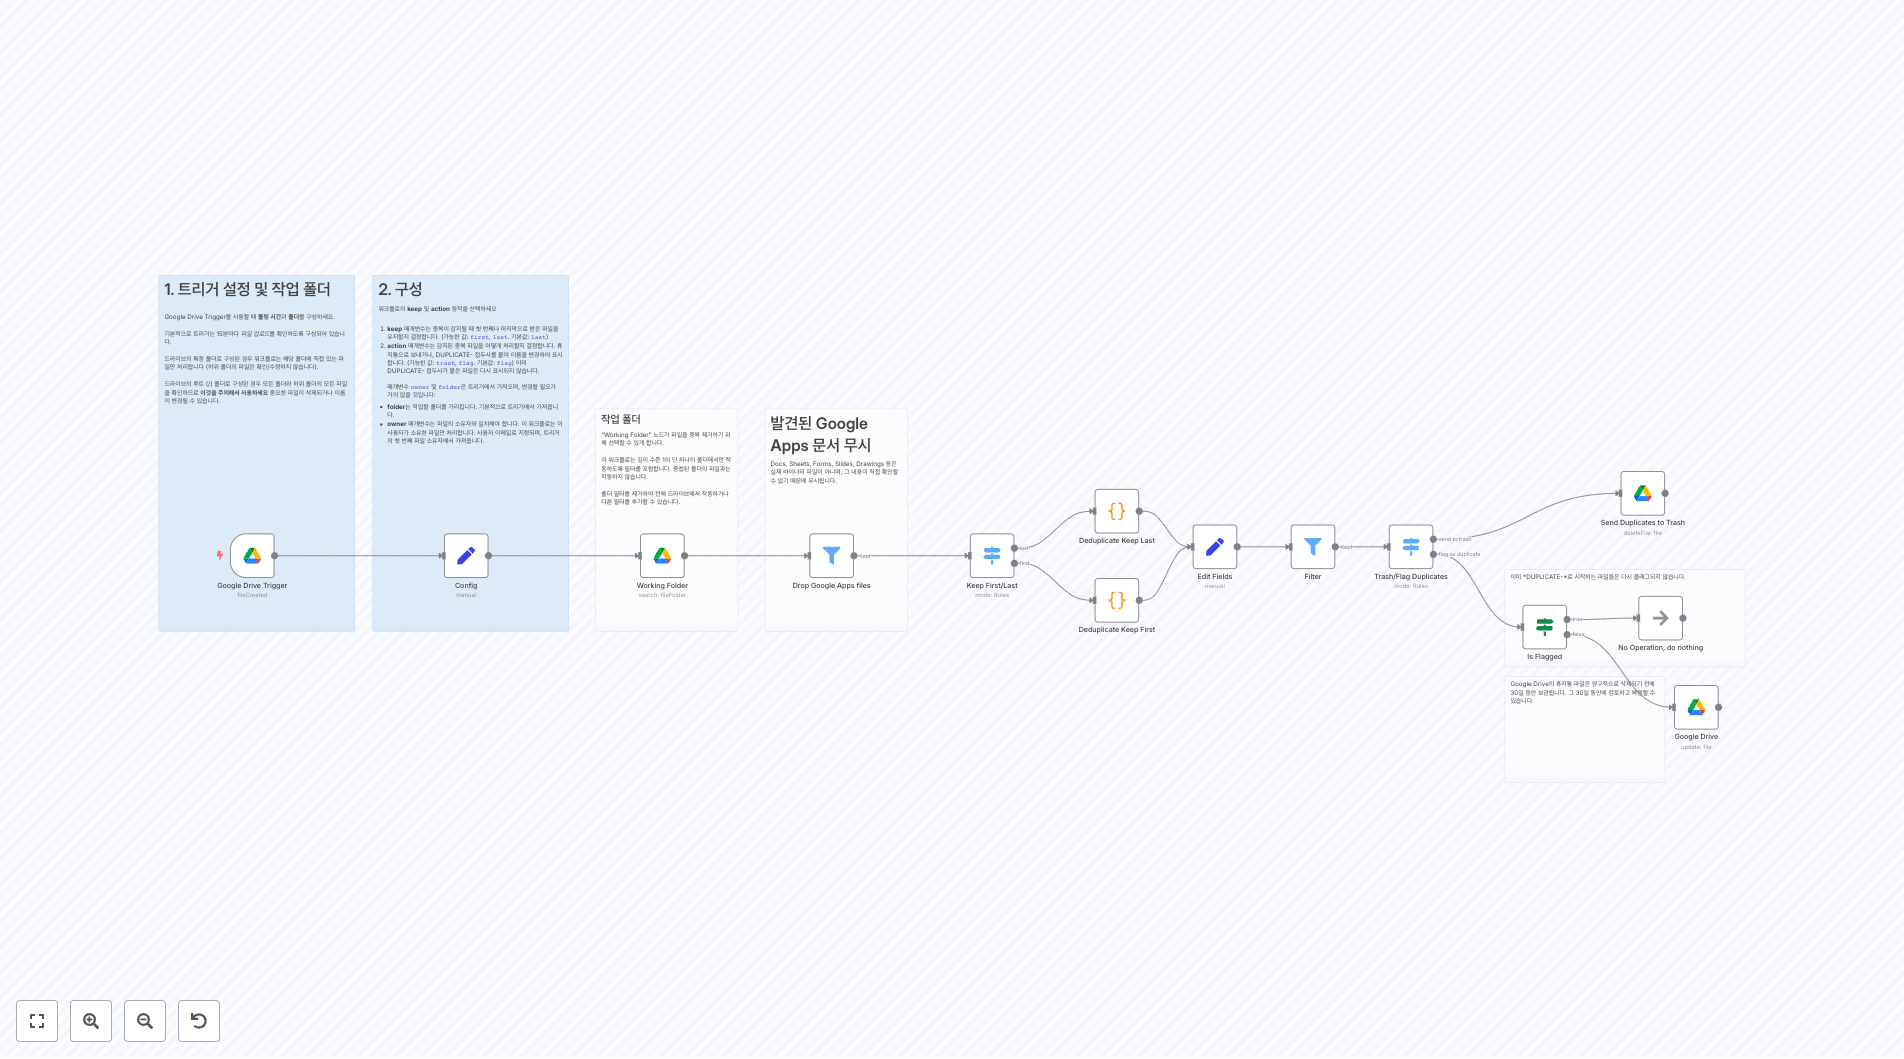 1. 트리거 설정 및 작업 폴더
Google Drive Trigger를 사용할 때 폴링 시간과 폴더를 구성하세요.
기본적으로 트리거는 15분마다 파일 업로드를 확인하도록 구성되어 있습니
다.
드라이브의 특정 폴더로 구성된 경우 워크플로는 해당 폴더에 직접 있는 파
일만 처리합니다 (하위 폴더의 파일은 확인/수정하지 않습니다).
드라이브의 루트 (/) 폴더로 구성된 경우 모든 폴더와 하위 폴더의 모든 파일
을 확인하므로 이것을 주의해서 사용하세요 중요한 파일이 삭제되거나 이름
이 변경될 수 있습니다.
Google Drive Trigger
fileCreated
2. 구성
워크플로의 keep 및 action 동작을 선택하세요
1. keep 매개변수는 중복이 감지될 때 첫 번째나 마지막으로 받은 파일을
유지할지 결정합니다. (가능한 값: first, last. 기본값: last)
2. action 매개변수는 감지된 중복 파일을 어떻게 처리할지 결정합니다. 휴
지통으로 보내거나, DUPLICATE- 접두사를 붙여 이름을 변경하여 표시
합니다. (가능한 값: trash, flag. 기본값: flag) 이미
DUPLICATE- 접두사가 붙은 파일은 다시 표시되지 않습니다.
매개변수 owner 및 folder은 트리거에서 가져오며, 변경할 필요가
거의 없을 것입니다:
• folder는 작업할 폴더를 가리킵니다. 기본적으로 트리거에서 가져옵니
다.
• owner 매개변수는 파일의 소유자와 일치해야 합니다. 이 워크플로는 이
사용자가 소유한 파일만 처리합니다. 사용자 이메일로 지정되며, 트리거
의 첫 번째 파일 소유자에서 가져옵니다.
Config
manual
작업 폴더
"Working Folder" 노드가 파일을 중복 제거하기 위
해 선택할 수 있게 합니다.
이 워크플로는 깊이 수준 1의 단 하나의 폴더에서만 작
동하도록 필터를 포함합니다. 중첩된 폴더의 파일과는
작동하지 않습니다.
폴더 필터를 제거하여 전체 드라이브에서 작동하거나
다른 필터를 추가할 수 있습니다.
Working Folder
search: fileFolder
발견된 Google
Apps 문서 무시
Docs, Sheets, Forms, Slides, Drawings 등은
실제 바이너리 파일이 아니며, 그 내용이 직접 확인할
수 없기 때문에 무시됩니다.
Kept
Drop Google Apps files
last
first
Keep First/Last
mode: Rules
Deduplicate Keep Last
Deduplicate Keep First
Edit Fields
manual
Kept
Filter
send to trash
flag as duplicate
Trash/Flag Duplicates
mode: Rules
Send Duplicates to Trash
deleteFile: file
이미 *DUPLICATE-*로 시작하는 파일들은 다시 플래그되지 않습니다.
true
false
Is Flagged
No Operation, do nothing
Google Drive의 휴지통 파일은 영구적으로 삭제되기 전에
30일 동안 보관됩니다. 그 30일 동안에 검토하고 복원할 수
있습니다.
Google Drive
update: file